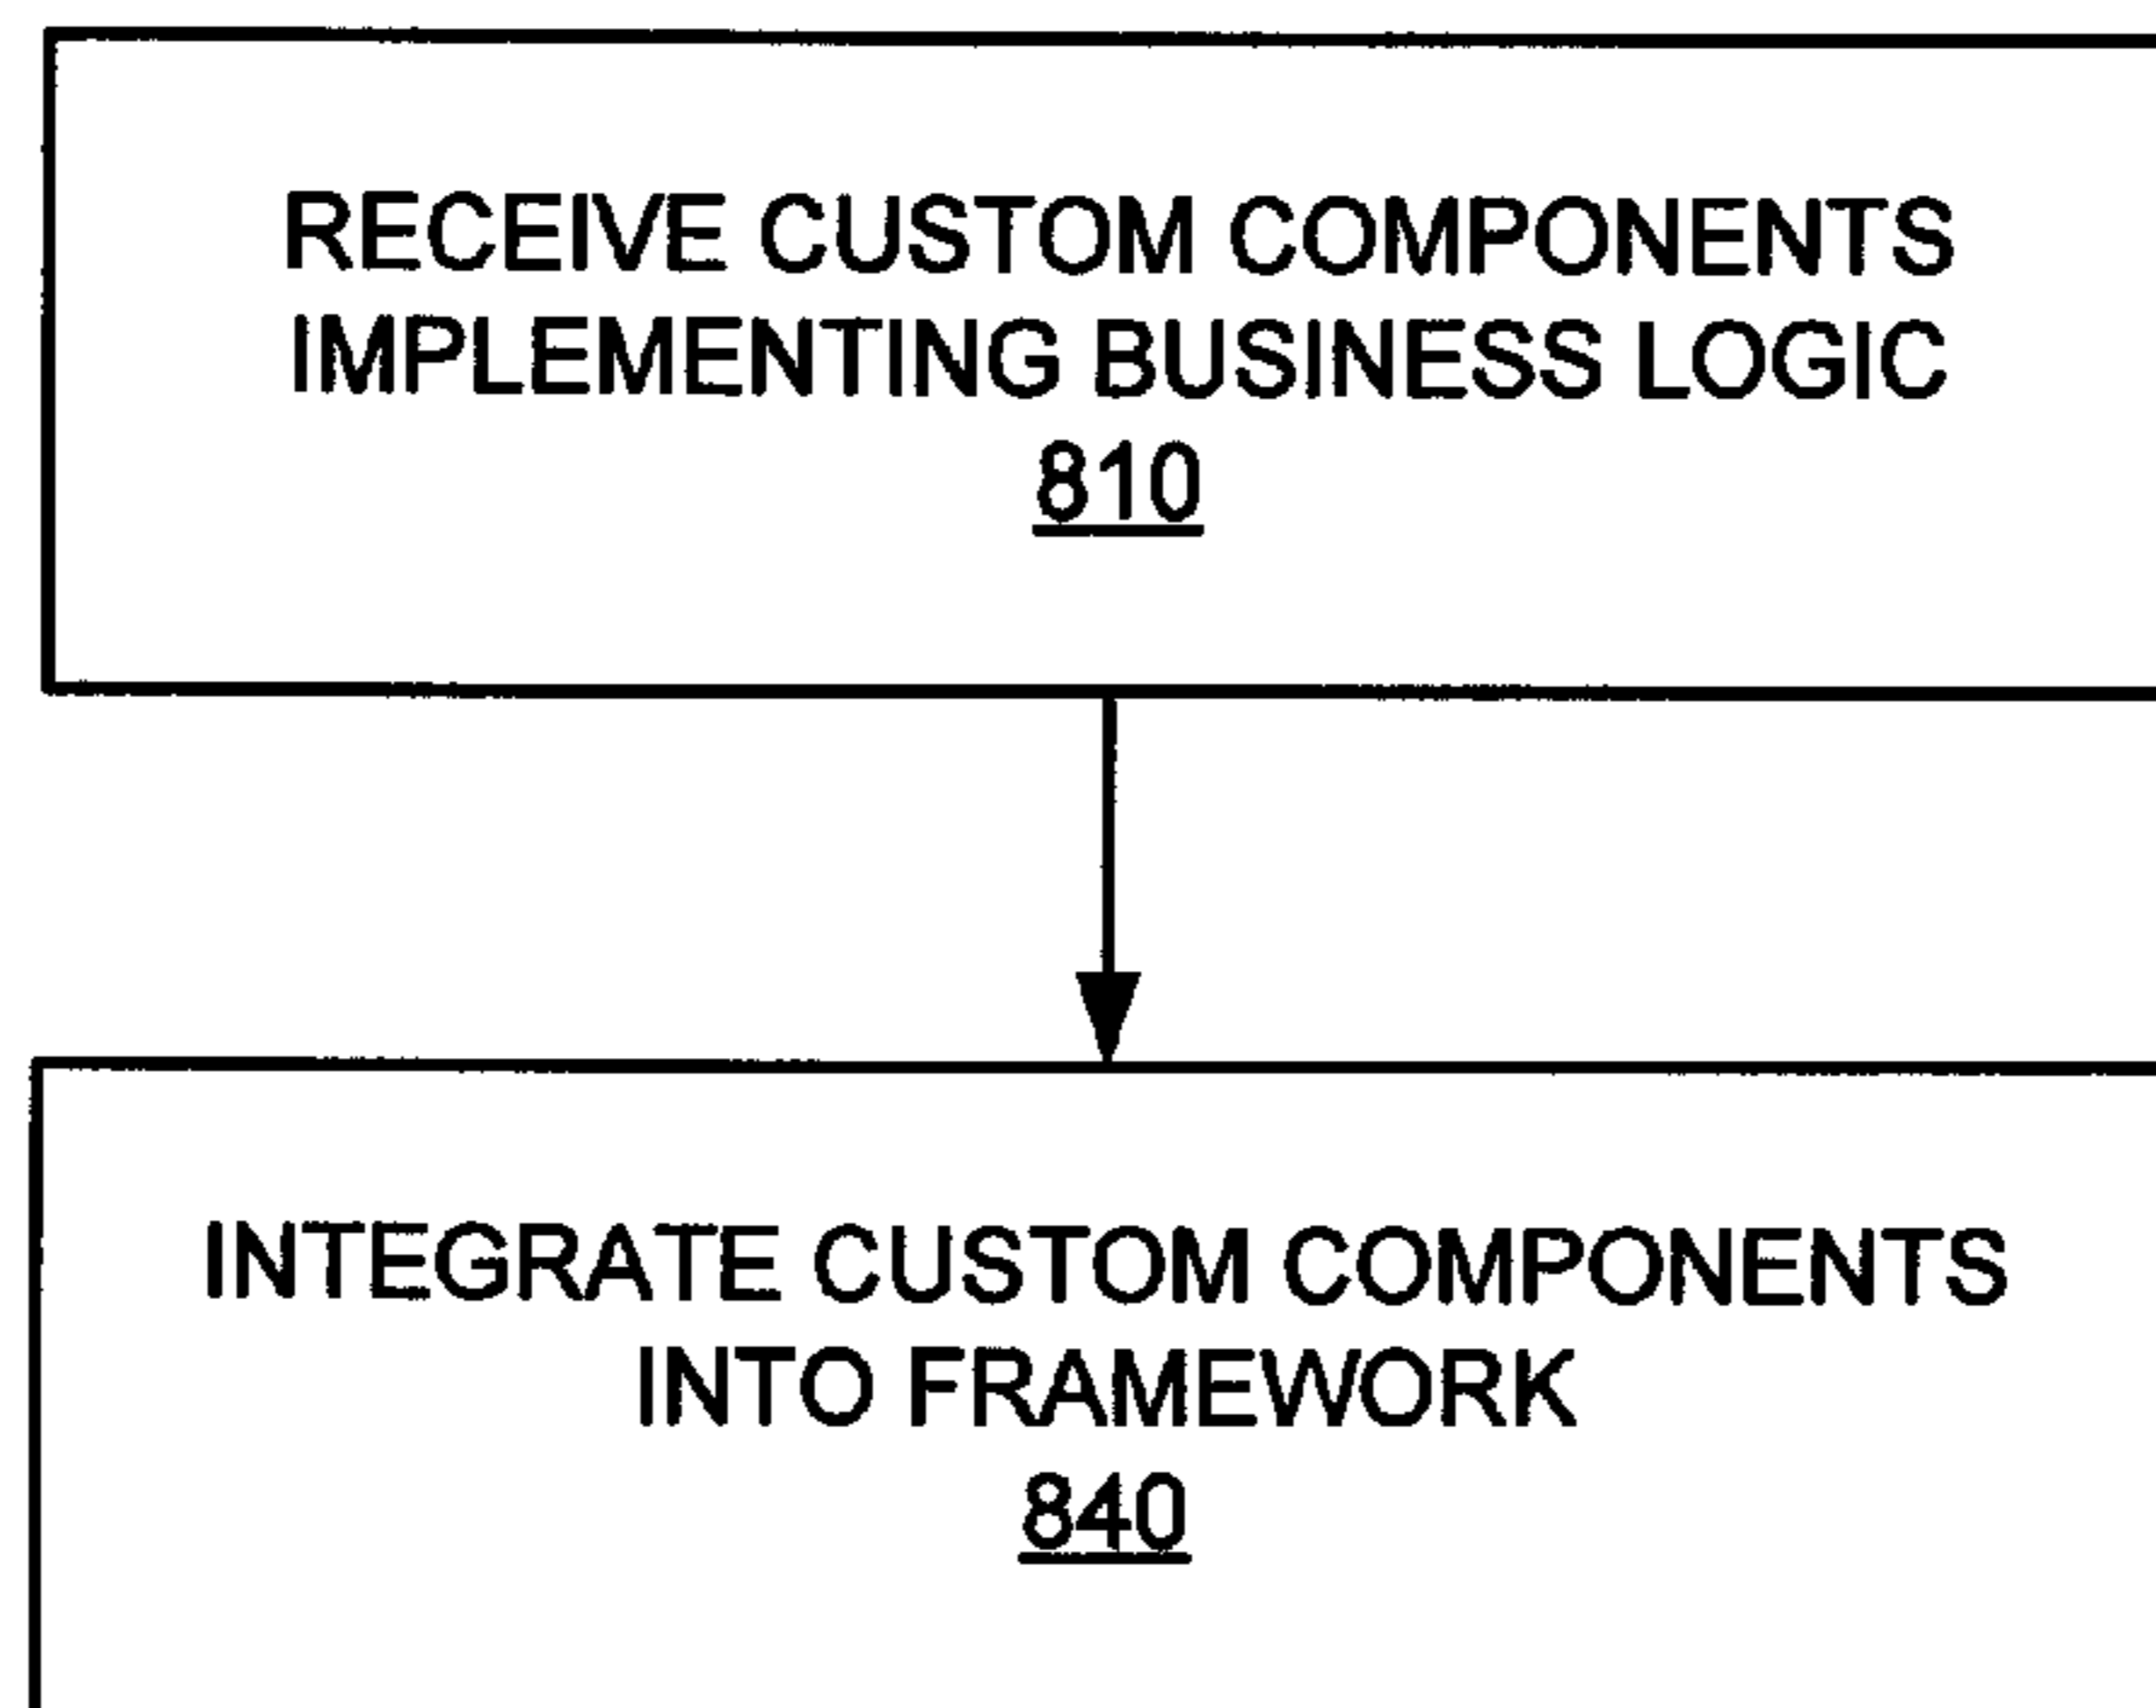 RECEIVE CUSTOM COMPONENTS
IMPLEMENTING BUSINESS LOGIC
810
INTEGRATE CUSTOM COMPONENTS
INTO FRAMEWORK
840